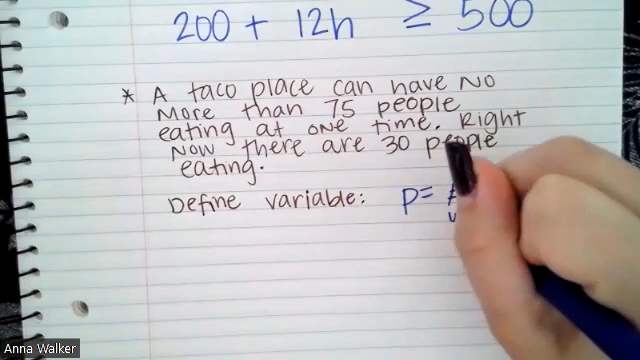 200 + 12h ≥ 500
* A taco place can have NO
More than 75 people
eating at one time. Right
Now there are 30 people
eating.
Define variable: p=
Anna Walker